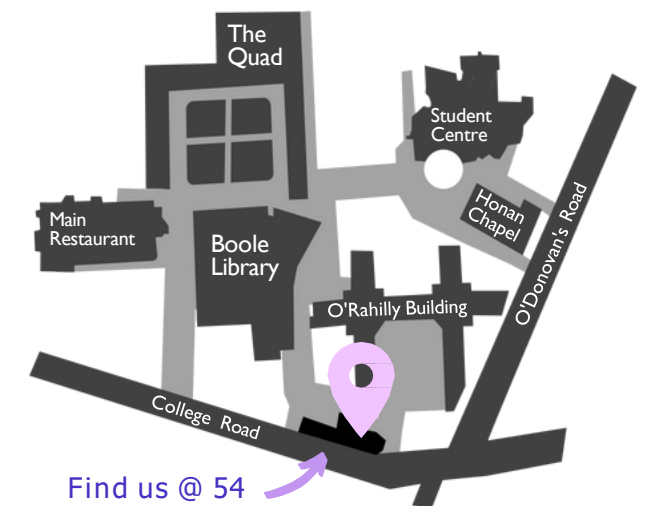 The
Quad
Student
Centre
Honan
Chapel
Main
Restaurant
Boole
Library
O'Donovan's Road
O'Rahilly Building
College Road
Find us @ 54